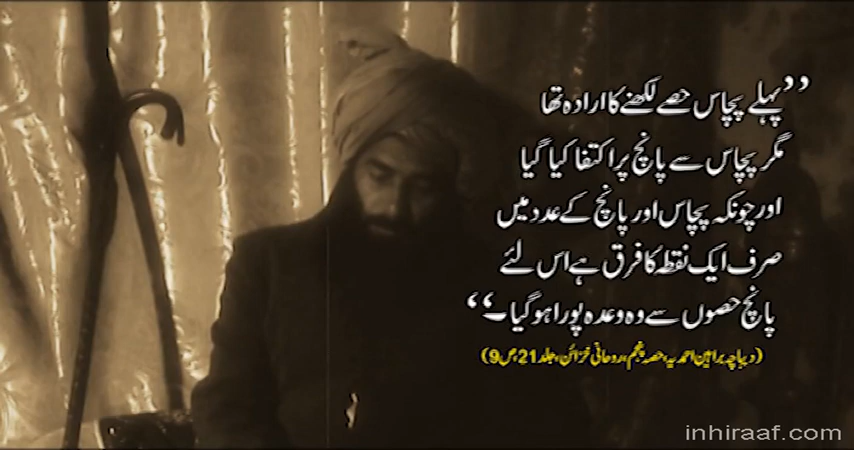 ’’پہلے پچاس حصے لکھنے کا ارادہ تھا
مگر پچاس سے پانچ پر اکتفا کیا گیا
اور چونکہ پچاس اور پانچ کے عدد میں
صرف ایک نقطہ کا فرق ہے اس لئے
پانچ حصوں سے وہ وعدہ پورا ہو گیا۔‘‘
(دیباچہ براہین احمدیہ، حصہ پنجم، روحانی خزائن، جلد 21، ص 9)
inhiraaf.com